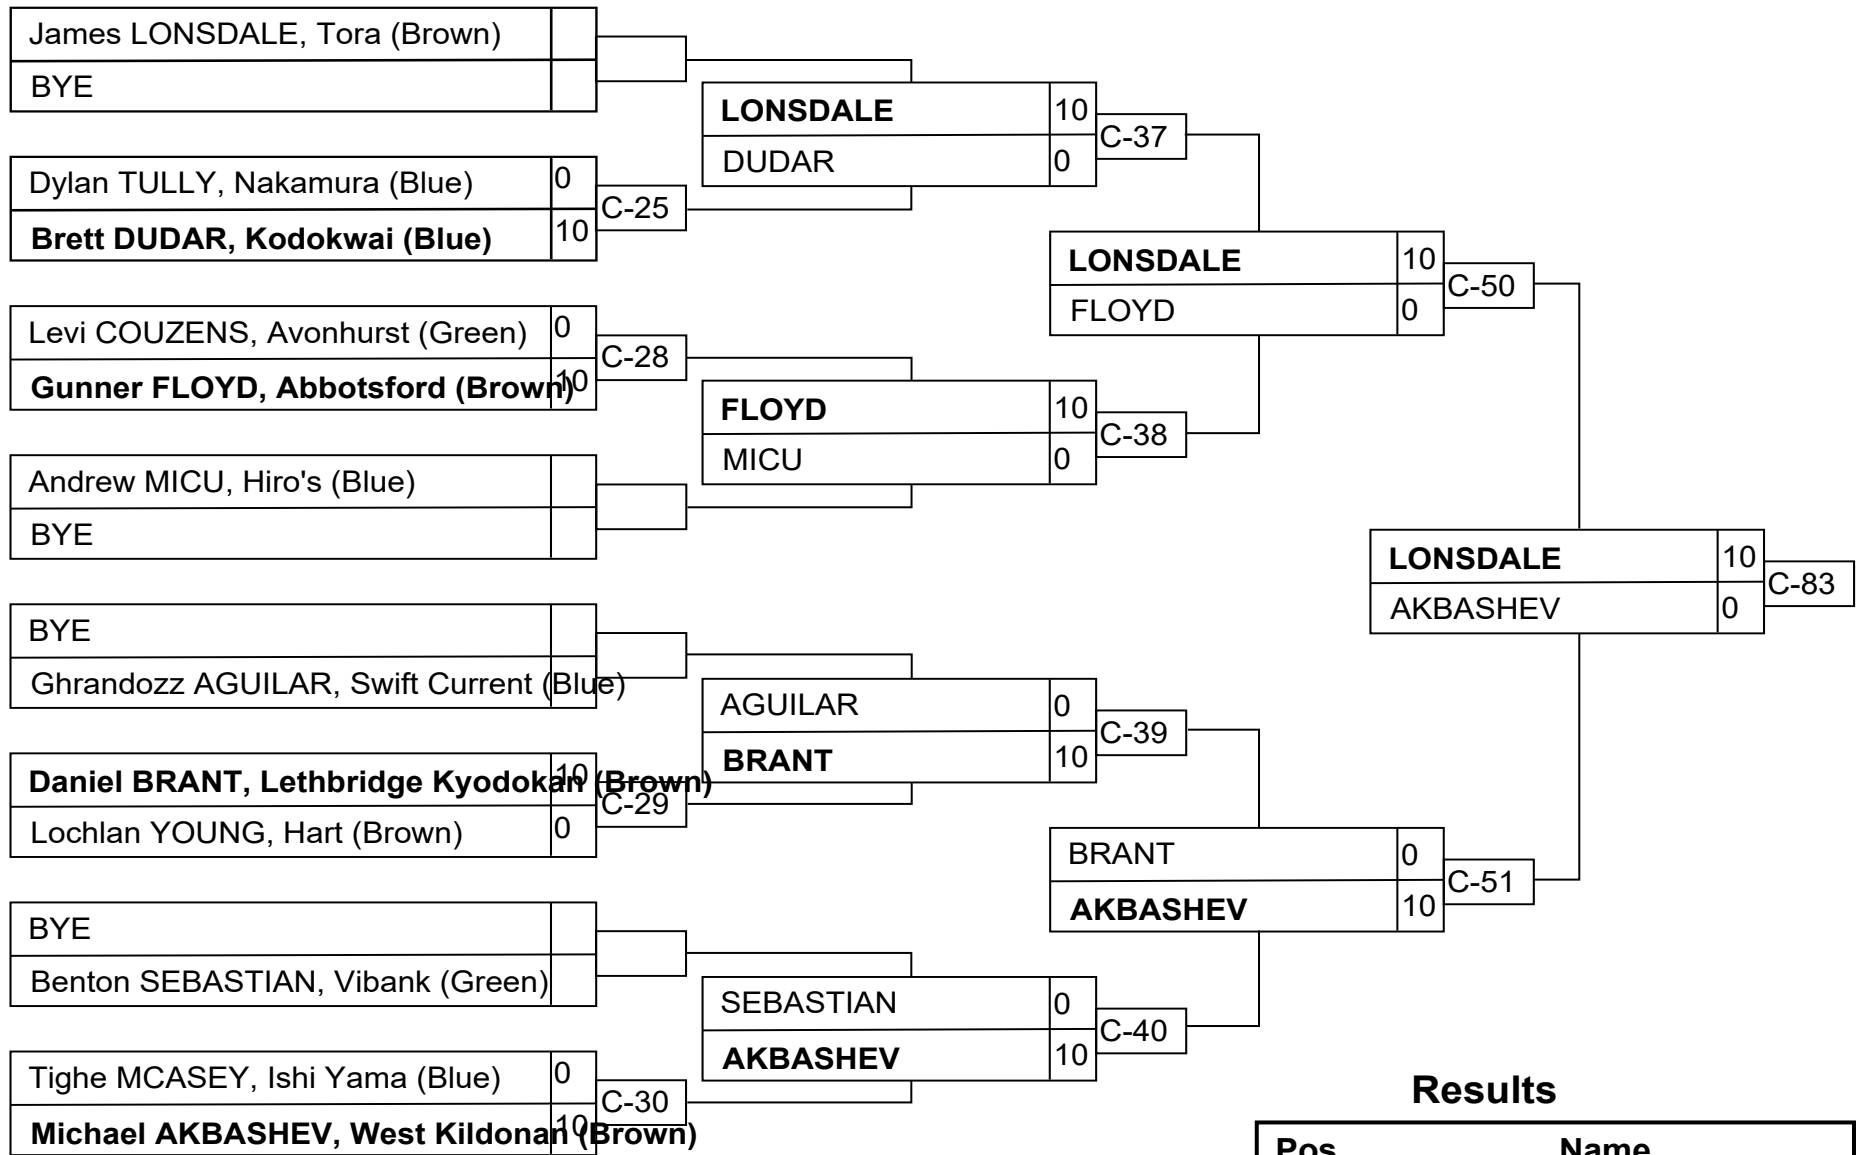 James LONSDALE, Tora (Brown)
BYE
Dylan TULLY, Nakamura (Blue) 0
Brett DUDAR, Kodokwai (Blue) 10
C-25
Levi COUZENS, Avonhurst (Green) 0
Gunner FLOYD, Abbotsford (Brown) 10
C-28
Andrew MICU, Hiro's (Blue)
BYE
BYE
Ghrandozz AGUILAR, Swift Current (Blue)
Daniel BRANT, Lethbridge Kyodokan (Brown) 10
Lochlan YOUNG, Hart (Brown) 0
C-29
BYE
Benton SEBASTIAN, Vibank (Green)
Tighe MCASEY, Ishi Yama (Blue) 0
Michael AKBASHEV, West Kildonan (Brown) 10
C-30
LONSDALE 10
DUDAR 0
C-37
FLOYD 10
MICU 0
C-38
AGUILAR 0
BRANT 10
C-39
SEBASTIAN 0
AKBASHEV 10
C-40
LONSDALE 10
FLOYD 0
C-50
BRANT 0
AKBASHEV 10
C-51
LONSDALE 10
AKBASHEV 0
C-83
Results
Pos Name